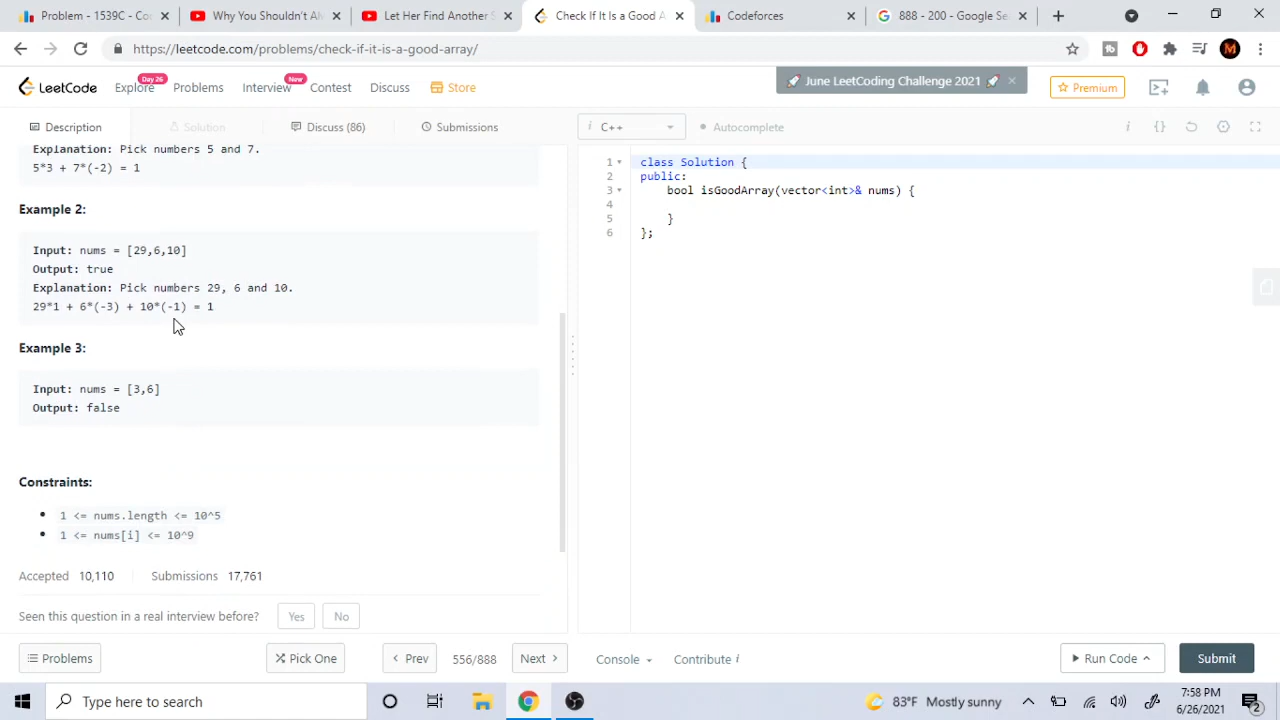 Project 1 - 1539C - Co
Why You Shouldn't A
Let Her Find Another S
Check If It Is a Good A
Codeforces
888 - 200 - Google Se
https://leetcode.com/problems/check-if-it-is-a-good-array/
LeetCode
Explore
Day 26
Problems
Interview
New
Contest
Discuss
Store
June LeetCoding Challenge 2021
Premium
Description
Solution
Discuss (86)
Submissions
C++
Autocomplete
Explanation: Pick numbers 5 and 7.
5*3 + 7*(-2) = 1
Example 2:
Input: nums = [29,6,10]
Output: true
Explanation: Pick numbers 29, 6 and 10.
29*1 + 6*(-3) + 10*(-1) = 1
Example 3:
Input: nums = [3,6]
Output: false
Constraints:
1 <= nums.length <= 10^5
1 <= nums[i] <= 10^9
Accepted 10,110
Submissions 17,761
Seen this question in a real interview before?
Yes
No
1 class Solution {
2 public:
3 bool isGoodArray(vector<int>& nums) {
4
5 }
6 };
Problems
Pick One
Prev
556/888
Next
Console
Contribute i
Run Code
Submit
Type here to search
83°F Mostly sunny
7:58 PM
6/26/2021
2